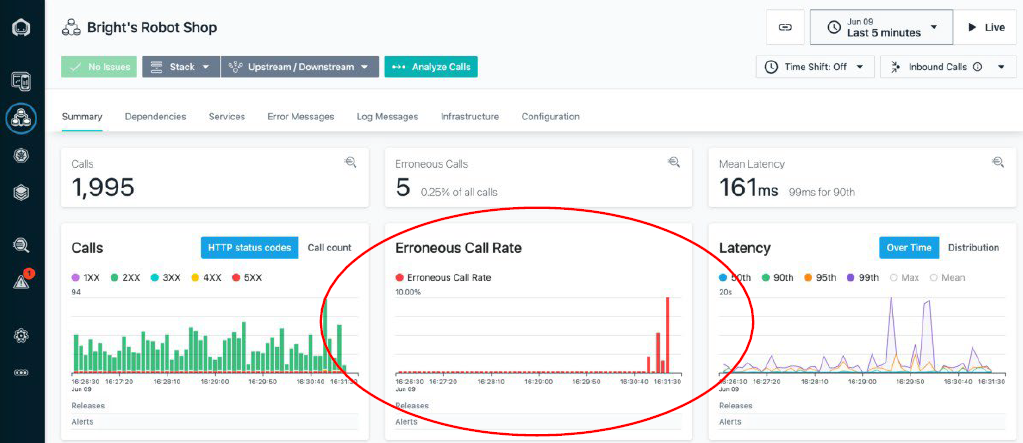 Bright's Robot Shop
Jun 09
Last 5 minutes
Live
No Issues
Stack
Upstream / Downstream
Analyze Calls
Time Shift: Off
Inbound Calls
Summary
Dependencies
Services
Error Messages
Log Messages
Infrastructure
Configuration
1
Calls
1,995
Erroneous Calls
5 0.25% of all calls
Mean Latency
161ms 99ms for 90th
Calls
HTTP status codes
Call count
1XX 2XX 3XX 4XX 5XX
94
16:26:30 16:27:20 16:28:10 16:29:00 16:29:50 16:30:40 16:31:30
Jun 09
Releases
Alerts
Erroneous Call Rate
Erroneous Call Rate
10.00%
16:26:30 16:27:20 16:28:10 16:29:00 16:29:50 16:30:40 16:31:30
Jun 09
Releases
Alerts
Latency
Over Time
Distribution
50th 90th 95th 99th Max Mean
20s
16:26:30 16:27:20 16:28:10 16:29:00 16:29:50 16:30:40 16:31:30
Jun 09
Releases
Alerts